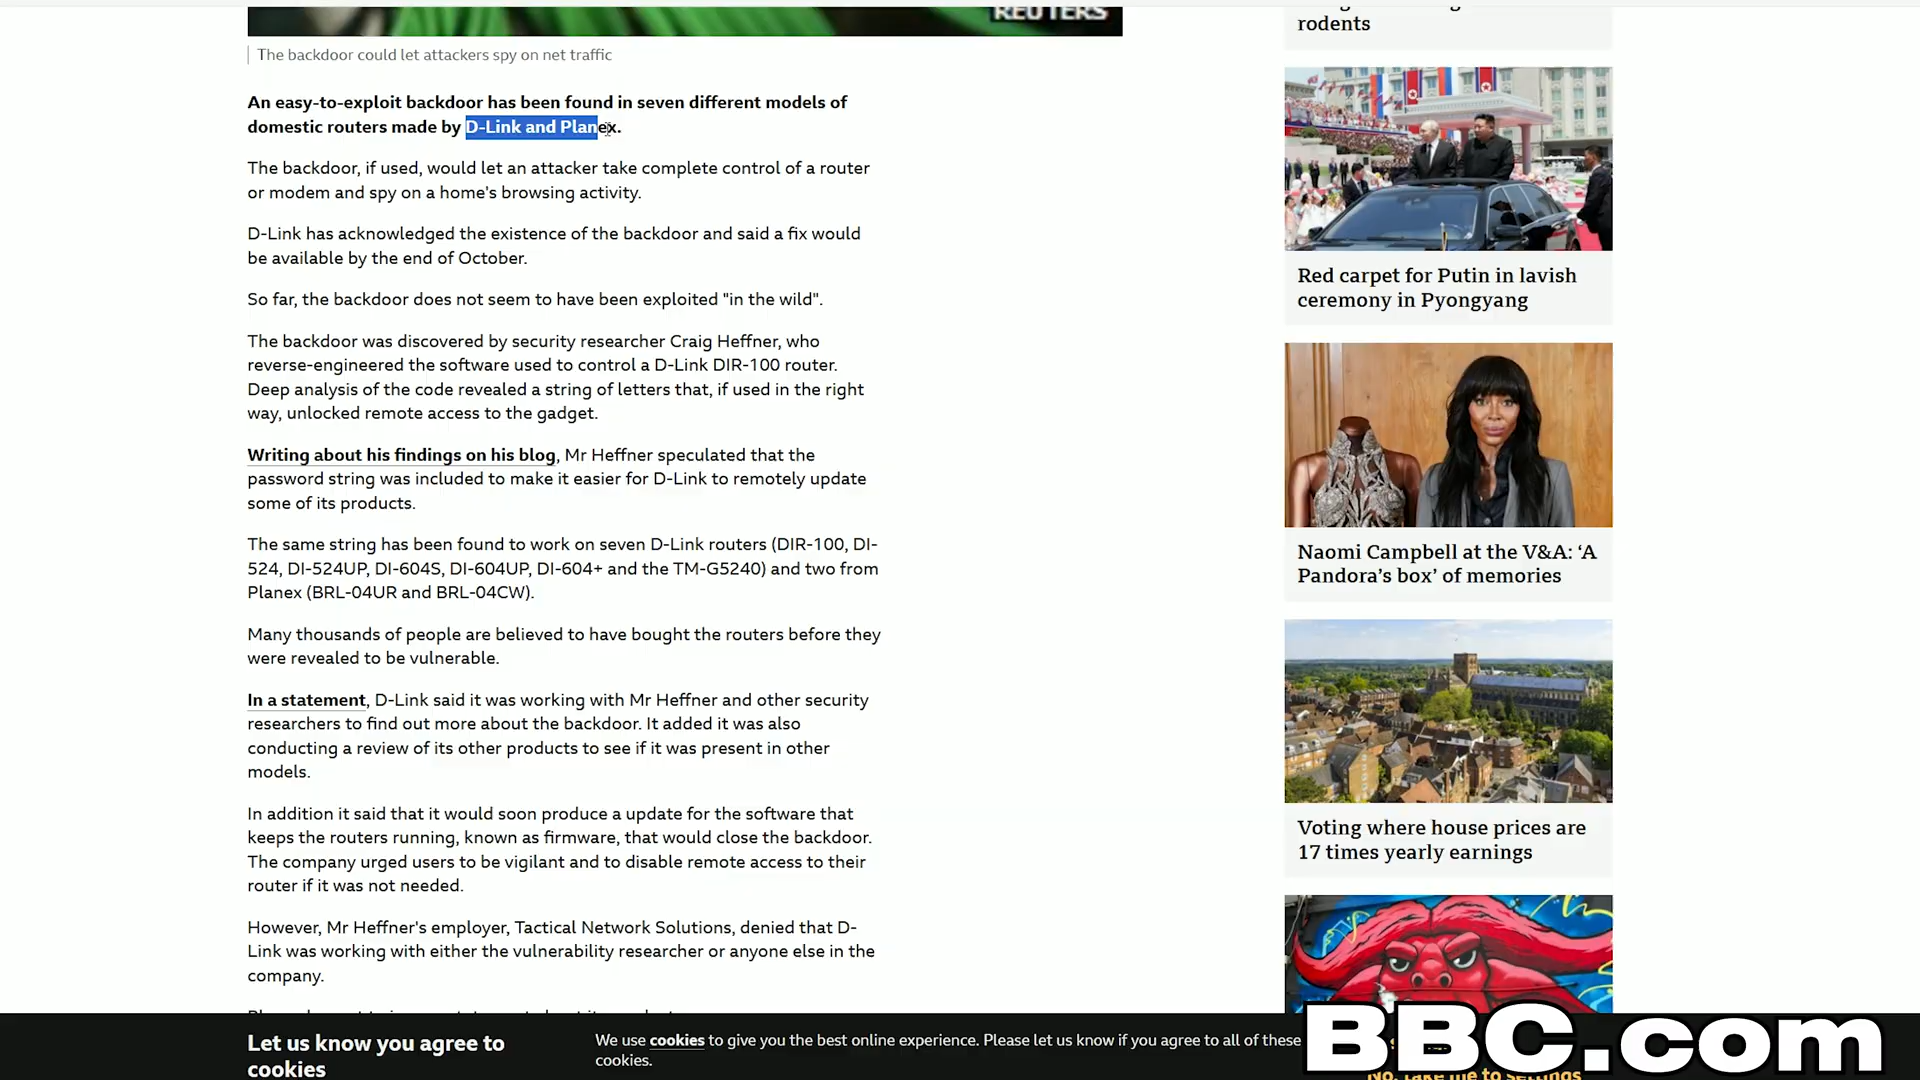 REUTERS
The backdoor could let attackers spy on net traffic
An easy-to-exploit backdoor has been found in seven different models of
domestic routers made by D-Link and Planex.
The backdoor, if used, would let an attacker take complete control of a router
or modem and spy on a home's browsing activity.
D-Link has acknowledged the existence of the backdoor and said a fix would
be available by the end of October.
So far, the backdoor does not seem to have been exploited "in the wild".
The backdoor was discovered by security researcher Craig Heffner, who
reverse-engineered the software used to control a D-Link DIR-100 router.
Deep analysis of the code revealed a string of letters that, if used in the right
way, unlocked remote access to the gadget.
Writing about his findings on his blog, Mr Heffner speculated that the
password string was included to make it easier for D-Link to remotely update
some of its products.
The same string has been found to work on seven D-Link routers (DIR-100, DI-
524, DI-524UP, DI-604S, DI-604UP, DI-604+ and the TM-G5240) and two from
Planex (BRL-04UR and BRL-04CW).
Many thousands of people are believed to have bought the routers before they
were revealed to be vulnerable.
In a statement, D-Link said it was working with Mr Heffner and other security
researchers to find out more about the backdoor. It added it was also
conducting a review of its other products to see if it was present in other
models.
In addition it said that it would soon produce a update for the software that
keeps the routers running, known as firmware, that would close the backdoor.
The company urged users to be vigilant and to disable remote access to their
router if it was not needed.
However, Mr Heffner's employer, Tactical Network Solutions, denied that D-
Link was working with either the vulnerability researcher or anyone else in the
company.
rodents
Red carpet for Putin in lavish
ceremony in Pyongyang
Naomi Campbell at the V&A: ‘A
Pandora’s box’ of memories
Voting where house prices are
17 times yearly earnings
Let us know you agree to
cookies
We use cookies to give you the best online experience. Please let us know if you agree to all of these
cookies.
No, take me to settings
BBC.com